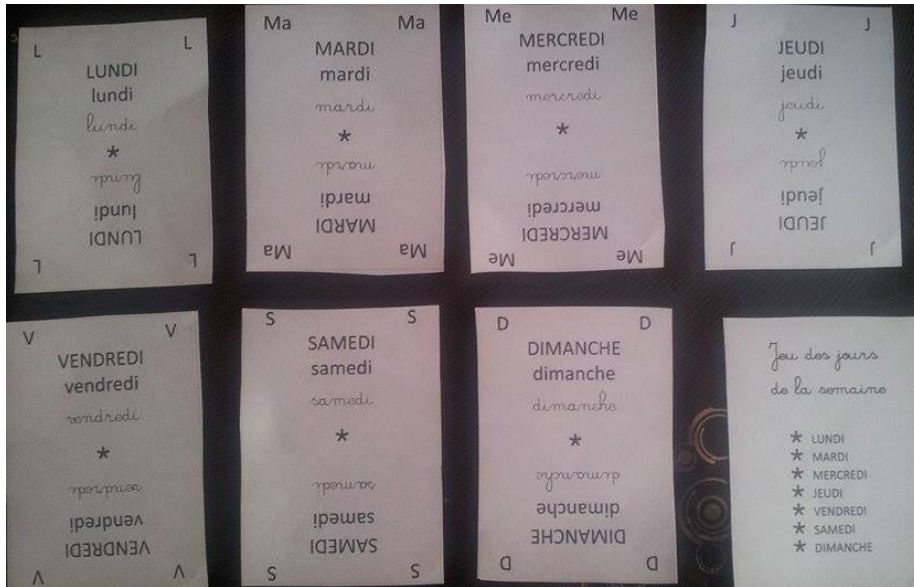 L L
LUNDI
lundi
lundi
*
lundi
lundi
LUNDI
L L
Ma Ma
MARDI
mardi
mardi
*
mardi
mardi
MARDI
Ma Ma
Me Me
MERCREDI
mercredi
mercredi
*
mercredi
mercredi
MERCREDI
Me Me
J J
JEUDI
jeudi
jeudi
*
jeudi
jeudi
JEUDI
J J
V V
VENDREDI
vendredi
vendredi
*
vendredi
vendredi
VENDREDI
V V
S S
SAMEDI
samedi
samedi
*
samedi
samedi
SAMEDI
S S
D D
DIMANCHE
dimanche
dimanche
*
dimanche
dimanche
DIMANCHE
D D
Jeu des jours
de la semaine
* LUNDI
* MARDI
* MERCREDI
* JEUDI
* VENDREDI
* SAMEDI
* DIMANCHE